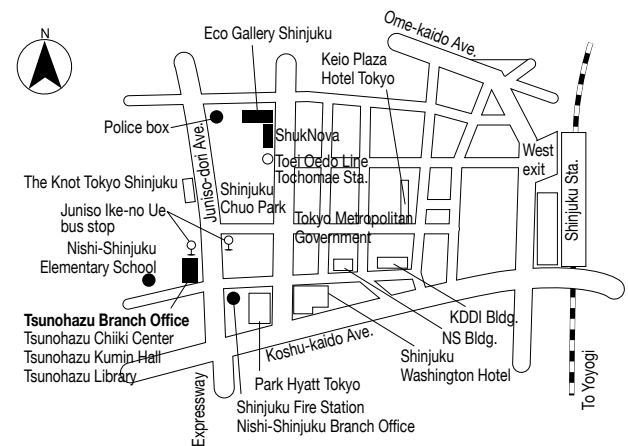 N
Eco Gallery Shinjuku
Ome-kaido Ave.
Keio Plaza
Hotel Tokyo
Police box
ShukNova
Juniso-dori Ave.
Toei Oedo Line
Tochomae Sta.
West
exit
Shinjuku Sta.
The Knot Tokyo Shinjuku
Shinjuku
Chuo Park
Juniso Ike-no Ue
bus stop
Tokyo Metropolitan
Government
Nishi-Shinjuku
Elementary School
Tsunohazu Branch Office
Tsunohazu Chiiki Center
Tsunohazu Kumin Hall
Tsunohazu Library
Koshu-kaido Ave.
KDDI Bldg.
NS Bldg.
Shinjuku
Washington Hotel
Park Hyatt Tokyo
Shinjuku Fire Station
Nishi-Shinjuku Branch Office
Expressway
To Yoyogi